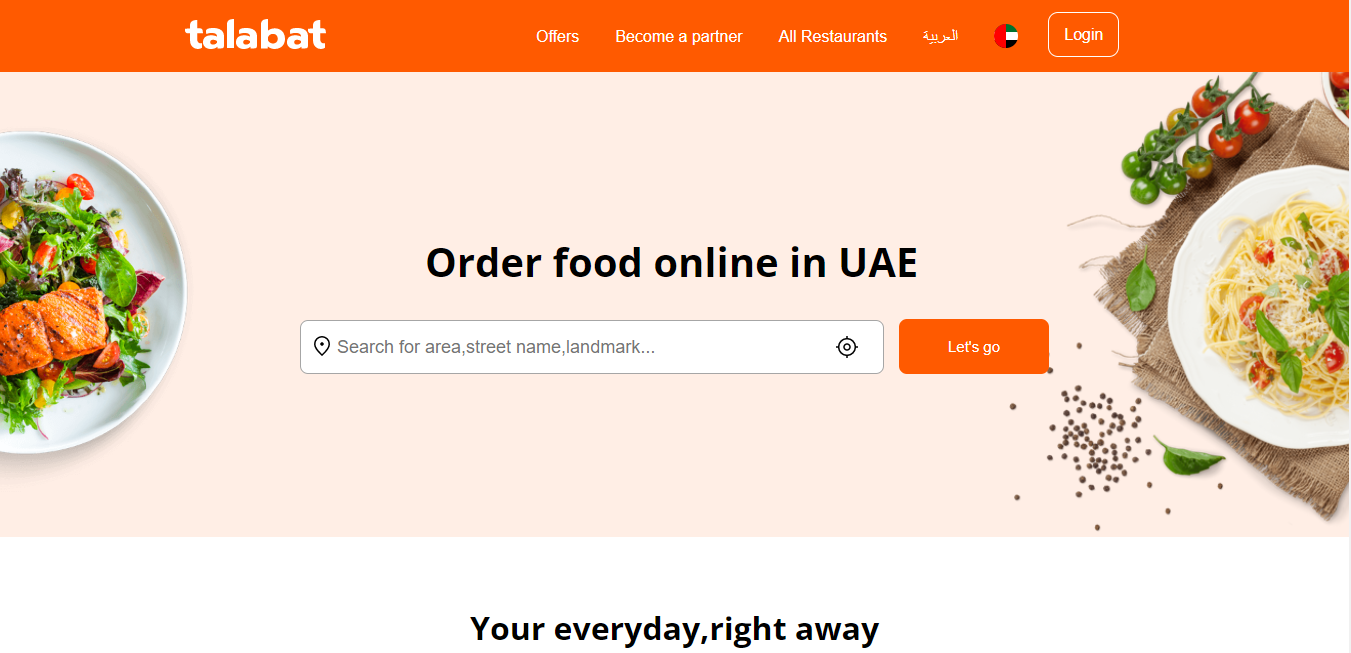 talabat
Offers Become a partner All Restaurants العربية Login
Order food online in UAE
Search for area,street name,landmark... Let's go
Your everyday,right away